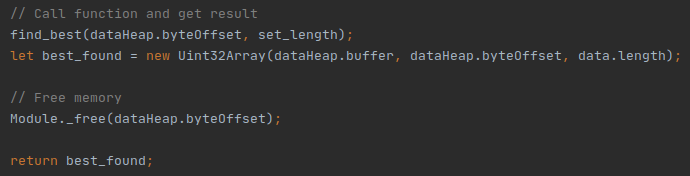 // Call function and get result
find_best(dataHeap.byteOffset, set_length);
let best_found = new Uint32Array(dataHeap.buffer, dataHeap.byteOffset, data.length);
// Free memory
Module._free(dataHeap.byteOffset);
return best_found;